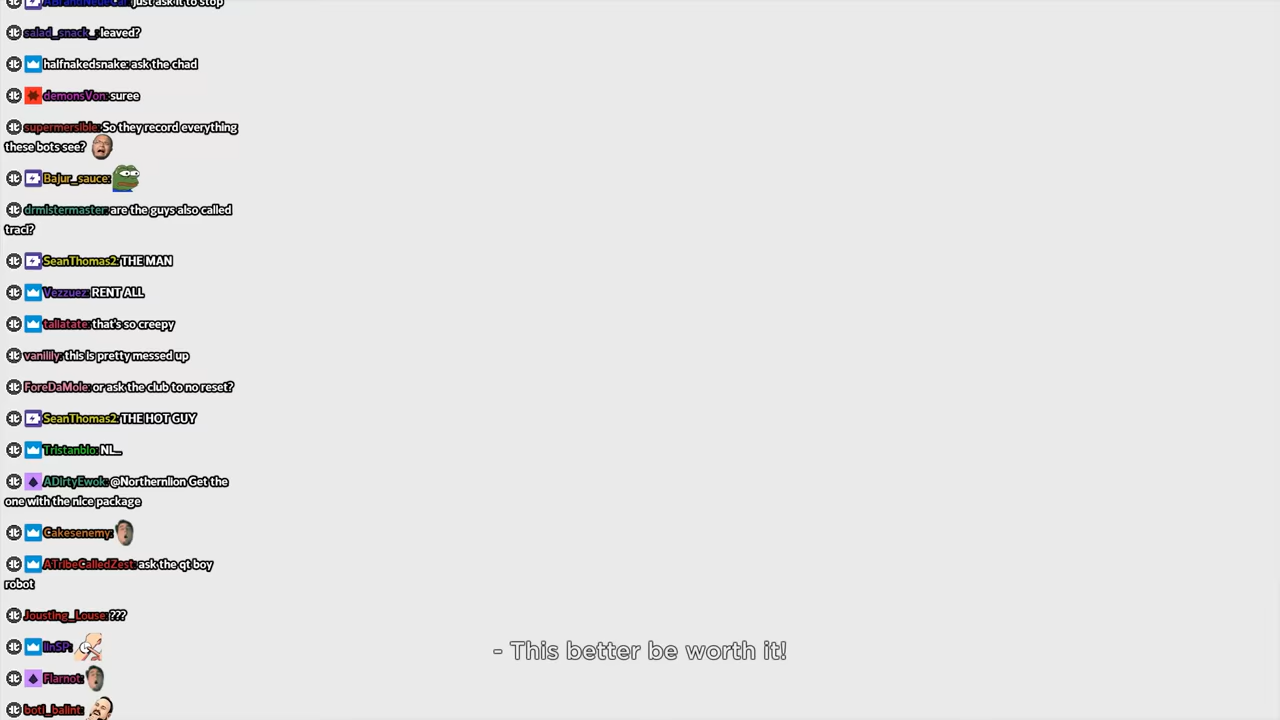 ABrandNeueCar: just ask it to stop
salad_snack_: leaved?
halfnakedsnake: ask the chad
demonsVon: suree
supermersible: So they record everything
these bots see?
Bajur_sauce:
drmistermaster: are the guys also called
traci?
SeanThomas2: THE MAN
Vezzuez: RENT ALL
taliatate: that's so creepy
vanillly: this is pretty messed up
ForeDaMole: or ask the club to no reset?
SeanThomas2: THE HOT GUY
Tristanblo: NL...
ADirtyEwok: @Northernlion Get the
one with the nice package
Cakesenemy:
ATribeCalledZest: ask the qt boy
robot
Jousting_Louse: ???
linSP:
Flarnot:
boti_balint:
- This better be worth it!